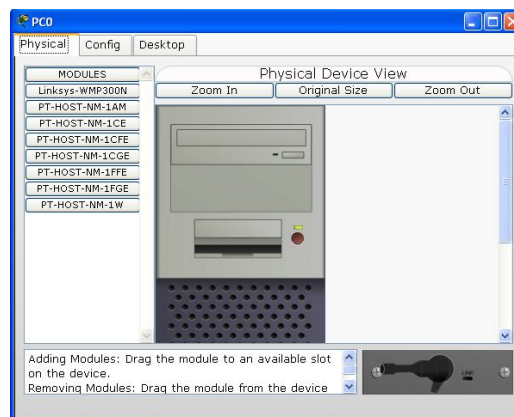 PC0
Physical Config Desktop
MODULES
Linksys-WMP300N
PT-HOST-NM-1AM
PT-HOST-NM-1CE
PT-HOST-NM-1CFE
PT-HOST-NM-1CGE
PT-HOST-NM-1FFE
PT-HOST-NM-1FGE
PT-HOST-NM-1W
Physical Device View
Zoom In Original Size Zoom Out
Adding Modules: Drag the module to an available slot
on the device.
Removing Modules: Drag the module from the device
LINK